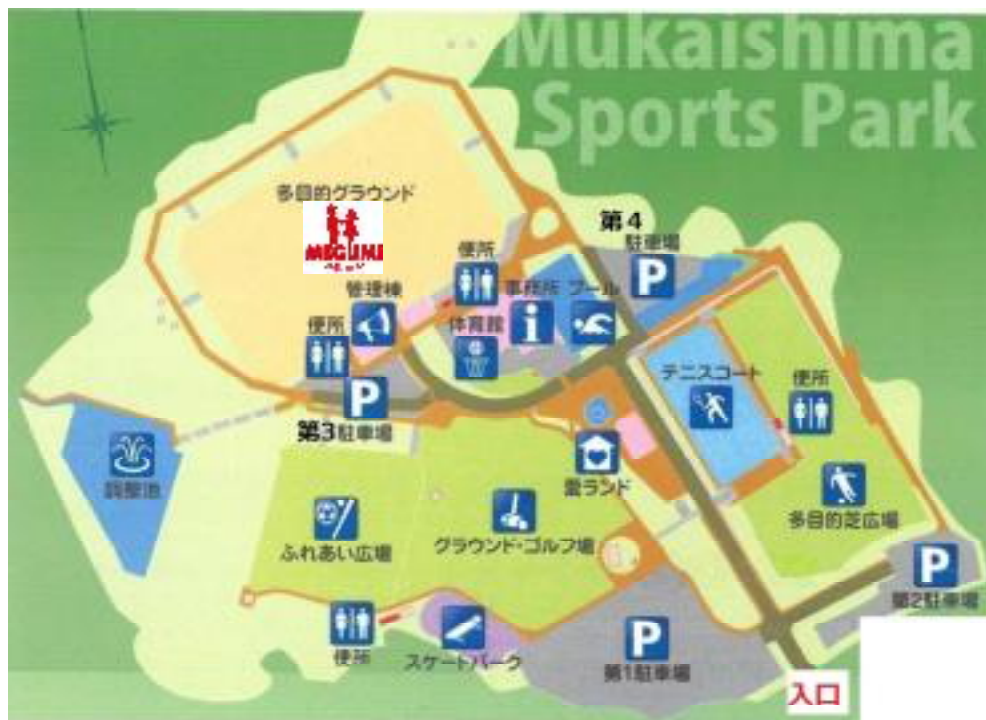 Mukaishima
Sports Park
多目的グラウンド
MEGUMI
第4
駐車場
P
便所
管理棟
事務所
プール
便所
体育館
i
テニスコート
便所
P
第3駐車場
愛ランド
調整池
ふれあい広場
グラウンド・ゴルフ場
多目的芝広場
P
第2駐車場
便所
スケートパーク
P
第1駐車場
入口